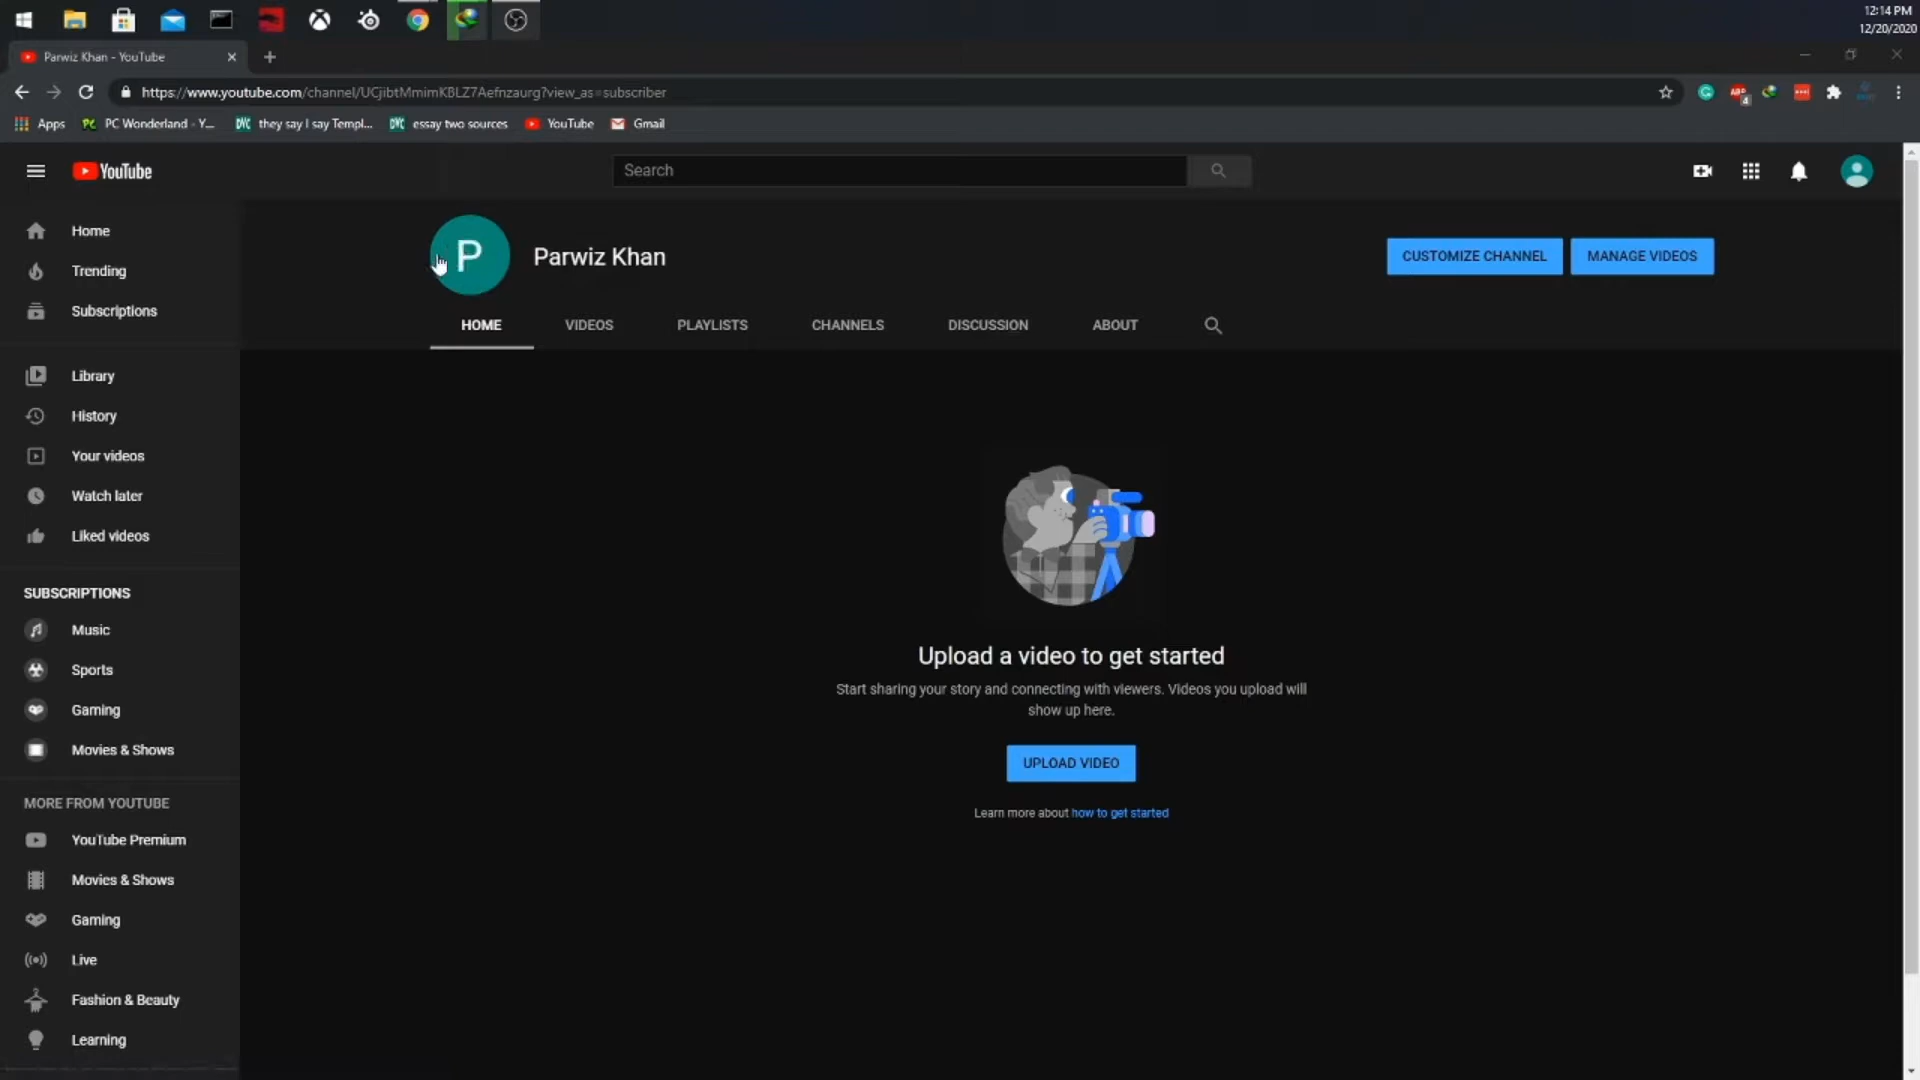 12:14 PM
12/20/2020
Parwiz Khan - YouTube
https://www.youtube.com/channel/UCjibtMmimKBLZ7Aefnzaurg?view_as=subscriber
Apps
PC Wonderland - Y...
they say I say Templ...
essay two sources
YouTube
Gmail
YouTube
Search
Home
Trending
Subscriptions
Library
History
Your videos
Watch later
Liked videos
SUBSCRIPTIONS
Music
Sports
Gaming
Movies & Shows
MORE FROM YOUTUBE
YouTube Premium
Movies & Shows
Gaming
Live
Fashion & Beauty
Learning
P
Parwiz Khan
CUSTOMIZE CHANNEL
MANAGE VIDEOS
HOME
VIDEOS
PLAYLISTS
CHANNELS
DISCUSSION
ABOUT
Upload a video to get started
Start sharing your story and connecting with viewers. Videos you upload will
show up here.
UPLOAD VIDEO
Learn more about how to get started